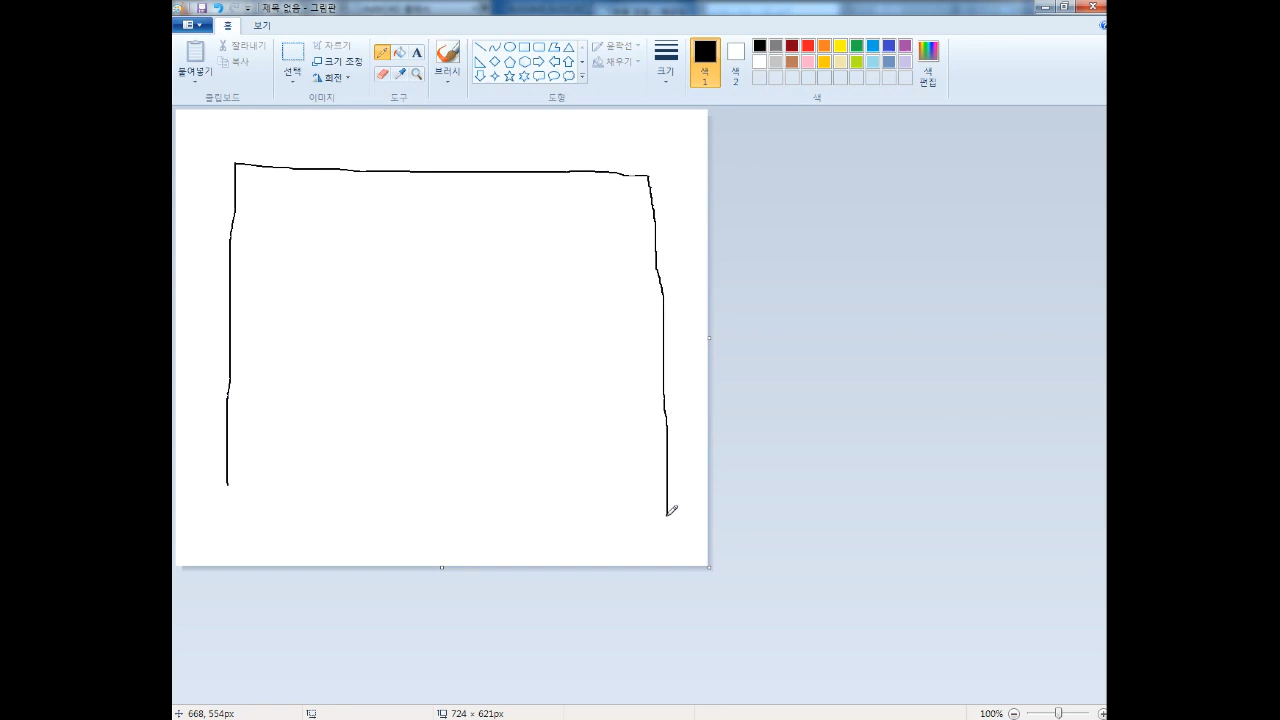 제목 없음 - 그림판
홈 보기
붙여넣기
잘라내기
복사
클립보드
선택
자르기
크기 조정
회전
이미지
A
도구
브러시
도형
윤곽선
채우기
크기
색
1
색
2
색
편집
색
668, 554px
724 × 621px
100%